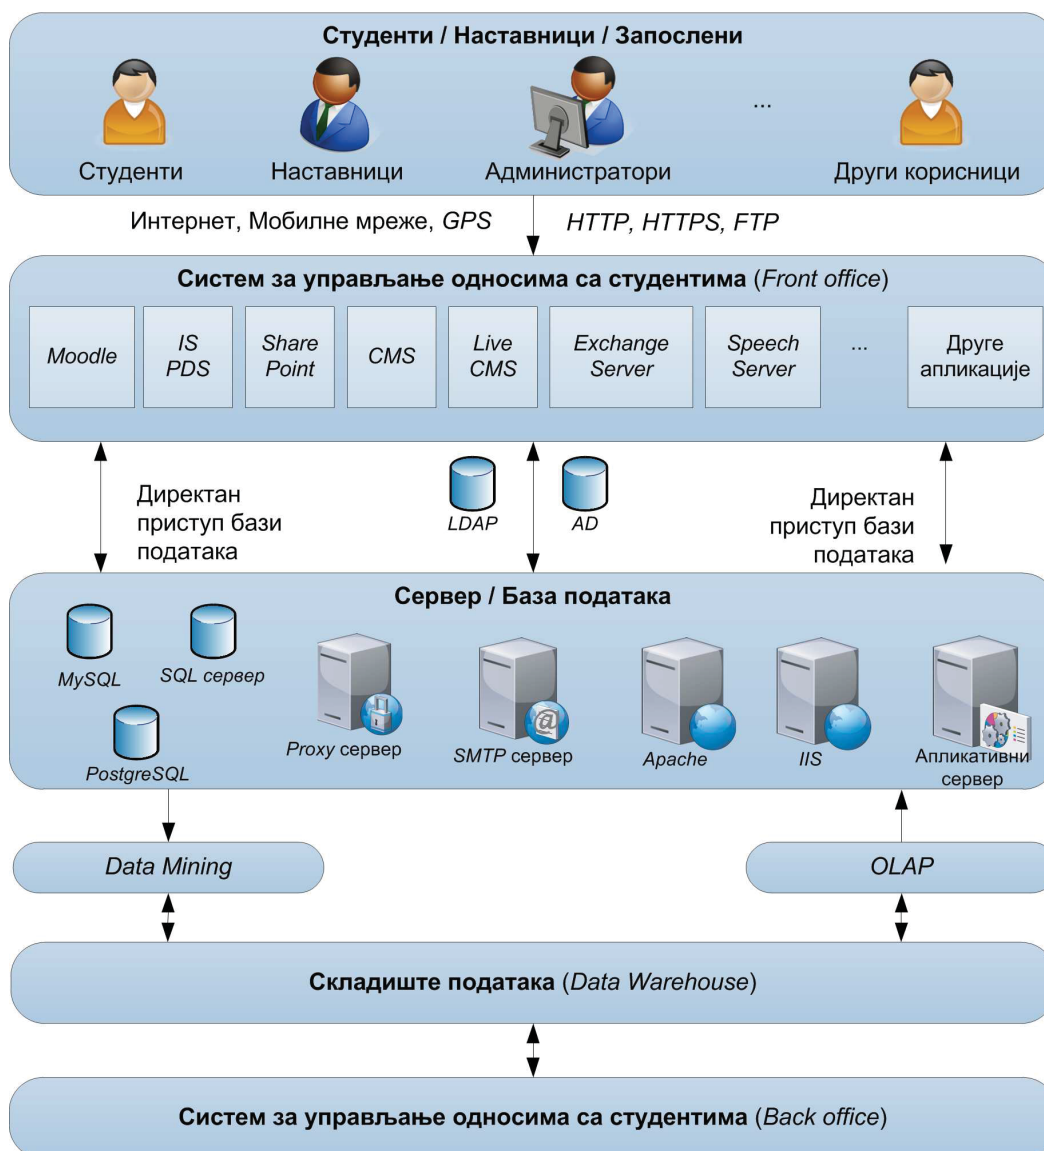 Студенти / Наставници / Запослени
...
Студенти
Наставници
Администратори
Други корисници
Интернет, Мобилне мреже, GPS
HTTP, HTTPS, FTP
Систем за управљање односима са студентима (Front office)
Moodle
IS
PDS
Share
Point
CMS
Live
CMS
Exchange
Server
Speech
Server
...
Друге
апликације
Директан
приступ бази
података
LDAP
AD
Директан
приступ бази
података
Сервер / База података
MySQL
SQL сервер
PostgreSQL
Proxy сервер
SMTP сервер
Apache
IIS
Апликативни
сервер
Data Mining
OLAP
Складиште података (Data Warehouse)
Систем за управљање односима са студентима (Back office)